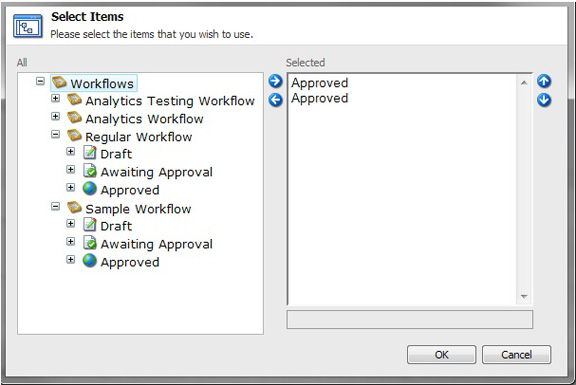 Select Items
Please select the items that you wish to use.
All
Selected
Workflows
Analytics Testing Workflow
Analytics Workflow
Regular Workflow
Draft
Awaiting Approval
Approved
Sample Workflow
Draft
Awaiting Approval
Approved
Approved
Approved
OK
Cancel